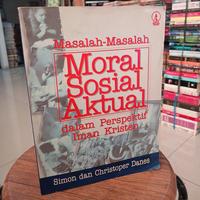 Masalah-Masalah
Moral
Sosial
Aktual
dalam Perspektif
Iman Kristen
Simon dan Christoper Danes